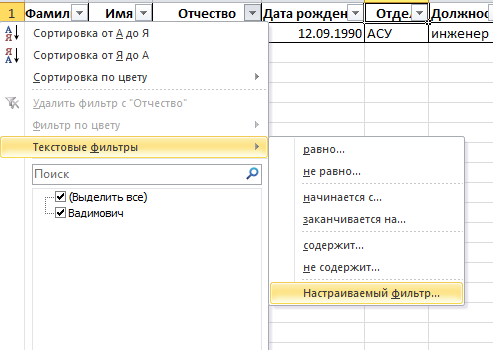 1 Фамил Имя Отчество Дата рожден Отде. Должнос
Сортировка от А до Я 12.09.1990 АСУ инженер
Сортировка от Я до А
Сортировка по цвету
Удалить фильтр с "Отчество"
Фильтр по цвету
Текстовые фильтры
равно...
Поиск
не равно...
(Выделить все)
начинается с...
Вадимович
заканчивается на...
содержит...
не содержит...
Настраиваемый фильтр...